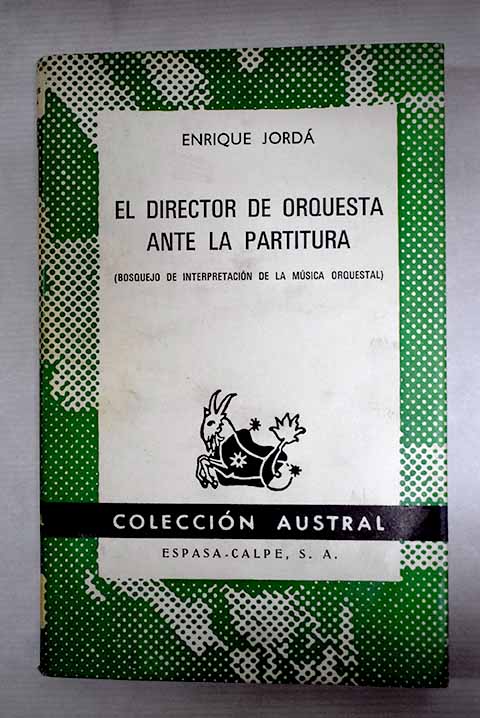 ENRIQUE JORDÁ
EL DIRECTOR DE ORQUESTA
ANTE LA PARTITURA
(BOSQUEJO DE INTERPRETACIÓN DE LA MÚSICA ORQUESTAL)
COLECCIÓN AUSTRAL
ESPASA-CALPE, S. A.